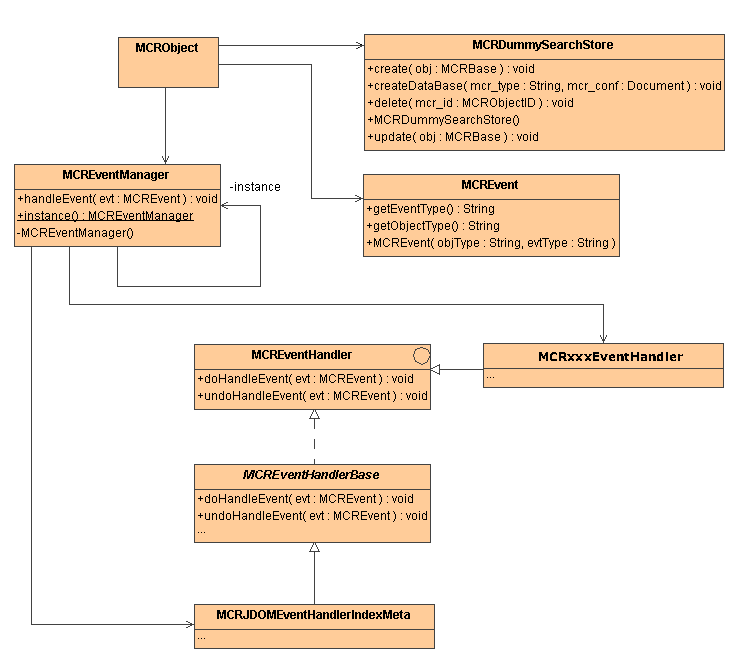 MCRObject
MCRDummySearchStore
+create( obj : MCRBase ) : void
+createDataBase( mcr_type : String, mcr_conf : Document ) : void
+delete( mcr_id : MCRObjectID ) : void
+MCRDummySearchStore()
+update( obj : MCRBase ) : void
MCREventManager
+handleEvent( evt : MCREvent ) : void
+instance() : MCREventManager
-MCREventManager()
-instance
MCREvent
+getEventType() : String
+getObjectType() : String
+MCREvent( objType : String, evtType : String )
MCREventHandler
+doHandleEvent( evt : MCREvent ) : void
+undoHandleEvent( evt : MCREvent ) : void
MCRxxxEventHandler
...
MCREventHandlerBase
+doHandleEvent( evt : MCREvent ) : void
+undoHandleEvent( evt : MCREvent ) : void
...
MCRJDOMEventHandlerIndexMeta
...